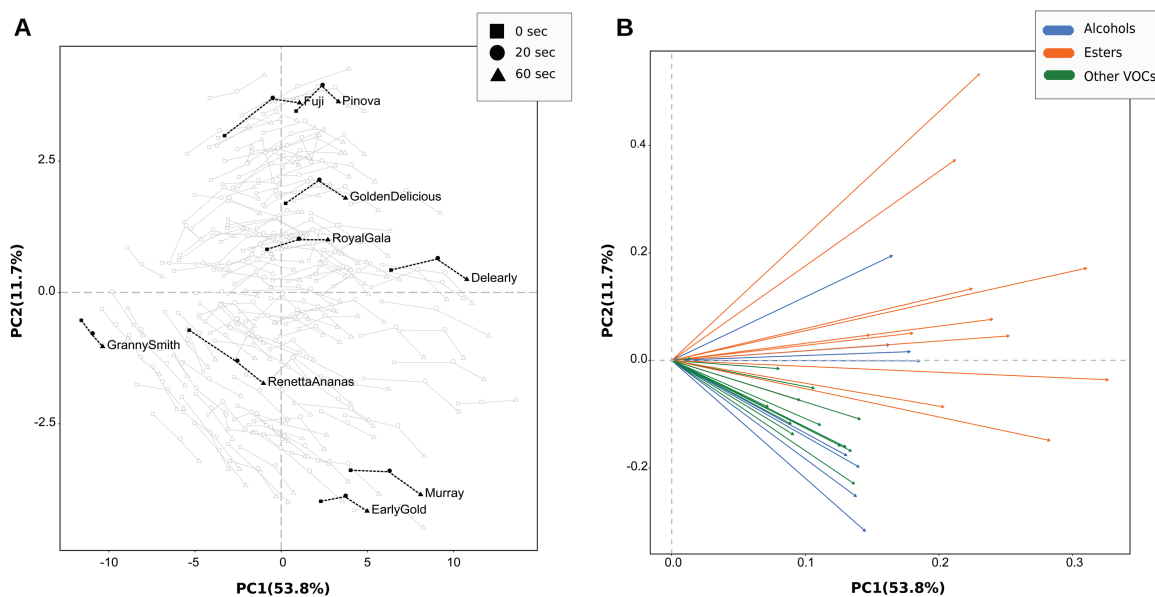 A
0 sec
20 sec
60 sec
Fuji
Pinova
GoldenDelicious
RoyalGala
Delearly
GrannySmith
RenettaAnanas
Murray
EarlyGold
2.5
0.0
-2.5
PC2(11.7%)
-10
-5
0
5
10
PC1(53.8%)
B
Alcohols
Esters
Other VOCs
0.4
0.2
0.0
-0.2
PC2(11.7%)
0.0
0.1
0.2
0.3
PC1(53.8%)